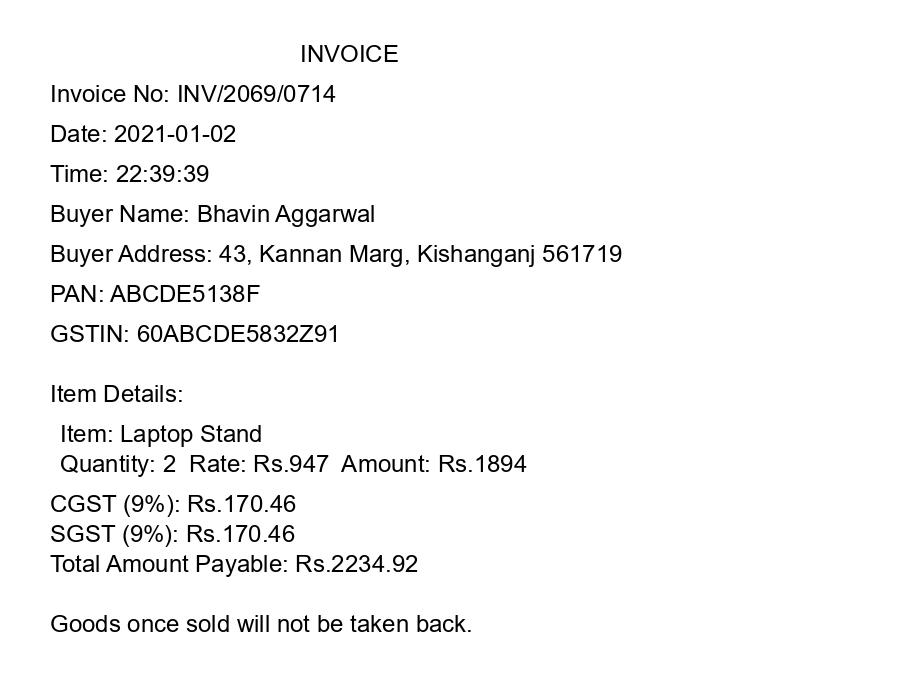 INVOICE
Invoice No: INV/2069/0714
Date: 2021-01-02
Time: 22:39:39
Buyer Name: Bhavin Aggarwal
Buyer Address: 43, Kannan Marg, Kishanganj 561719
PAN: ABCDE5138F
GSTIN: 60ABCDE5832Z91
Item Details:
Item: Laptop Stand
Quantity: 2  Rate: Rs.947  Amount: Rs.1894
CGST (9%): Rs.170.46
SGST (9%): Rs.170.46
Total Amount Payable: Rs.2234.92
Goods once sold will not be taken back.